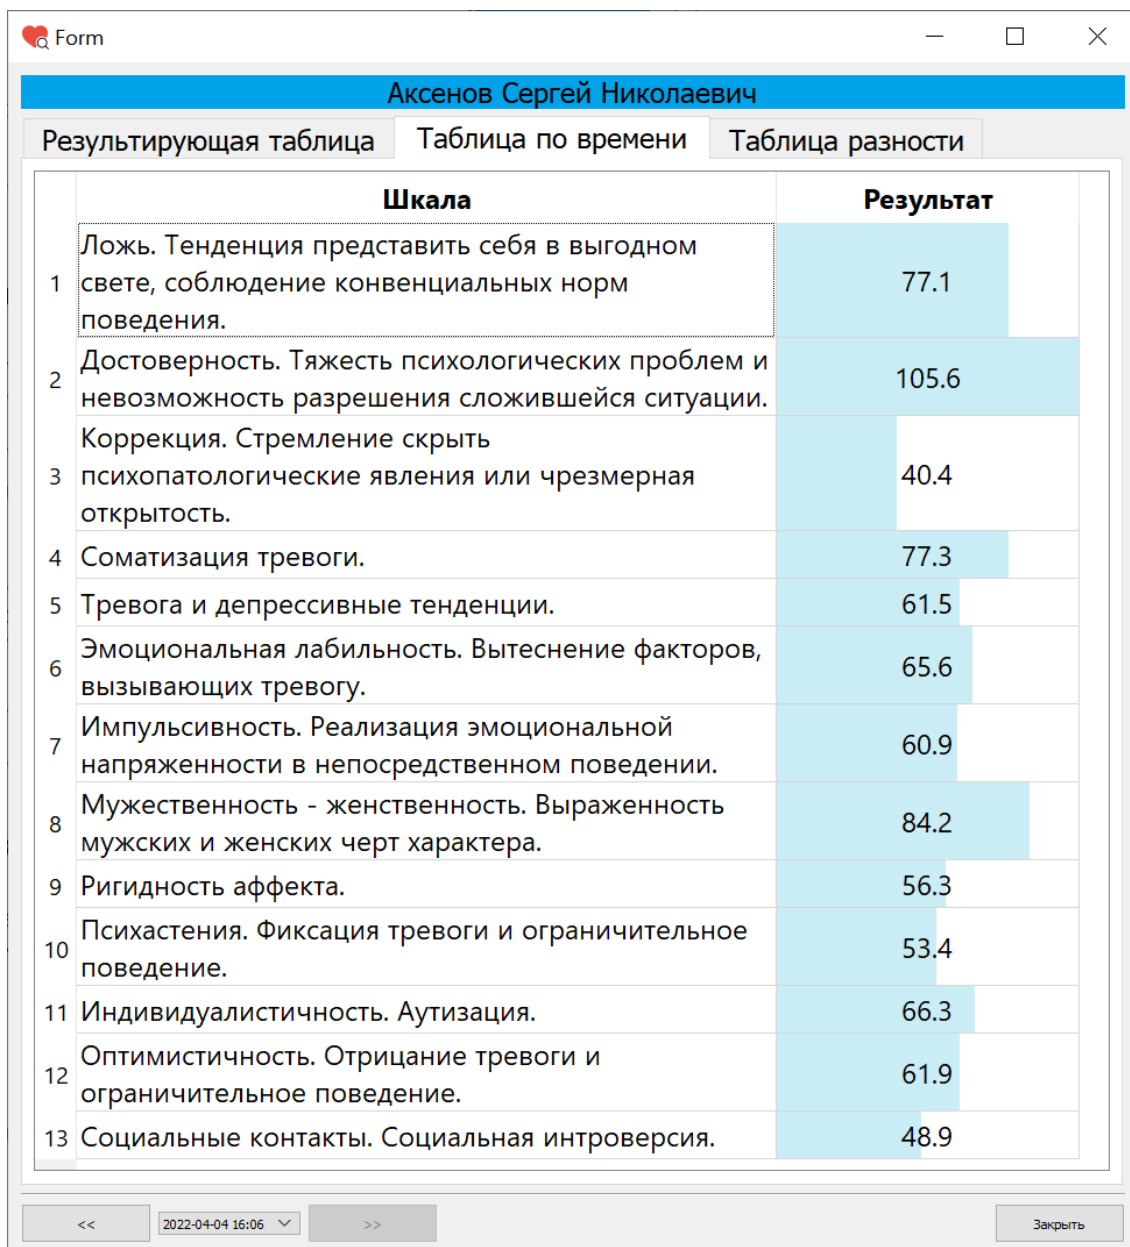 Form
Аксенов Сергей Николаевич
Результирующая таблица Таблица по времени Таблица разности
Шкала Результат
1 Ложь. Тенденция представить себя в выгодном
свете, соблюдение конвенциальных норм
поведения. 77.1
2 Достоверность. Тяжесть психологических проблем и
невозможность разрешения сложившейся ситуации. 105.6
3 Коррекция. Стремление скрыть
психопатологические явления или чрезмерная
открытость. 40.4
4 Соматизация тревоги. 77.3
5 Тревога и депрессивные тенденции. 61.5
6 Эмоциональная лабильность. Вытеснение факторов,
вызывающих тревогу. 65.6
7 Импульсивность. Реализация эмоциональной
напряженности в непосредственном поведении. 60.9
8 Мужественность - женственность. Выраженность
мужских и женских черт характера. 84.2
9 Ригидность аффекта. 56.3
10 Психастения. Фиксация тревоги и ограничительное
поведение. 53.4
11 Индивидуалистичность. Аутизация. 66.3
12 Оптимистичность. Отрицание тревоги и
ограничительное поведение. 61.9
13 Социальные контакты. Социальная интроверсия. 48.9
<< 2022-04-04 16:06 >> Закрыть